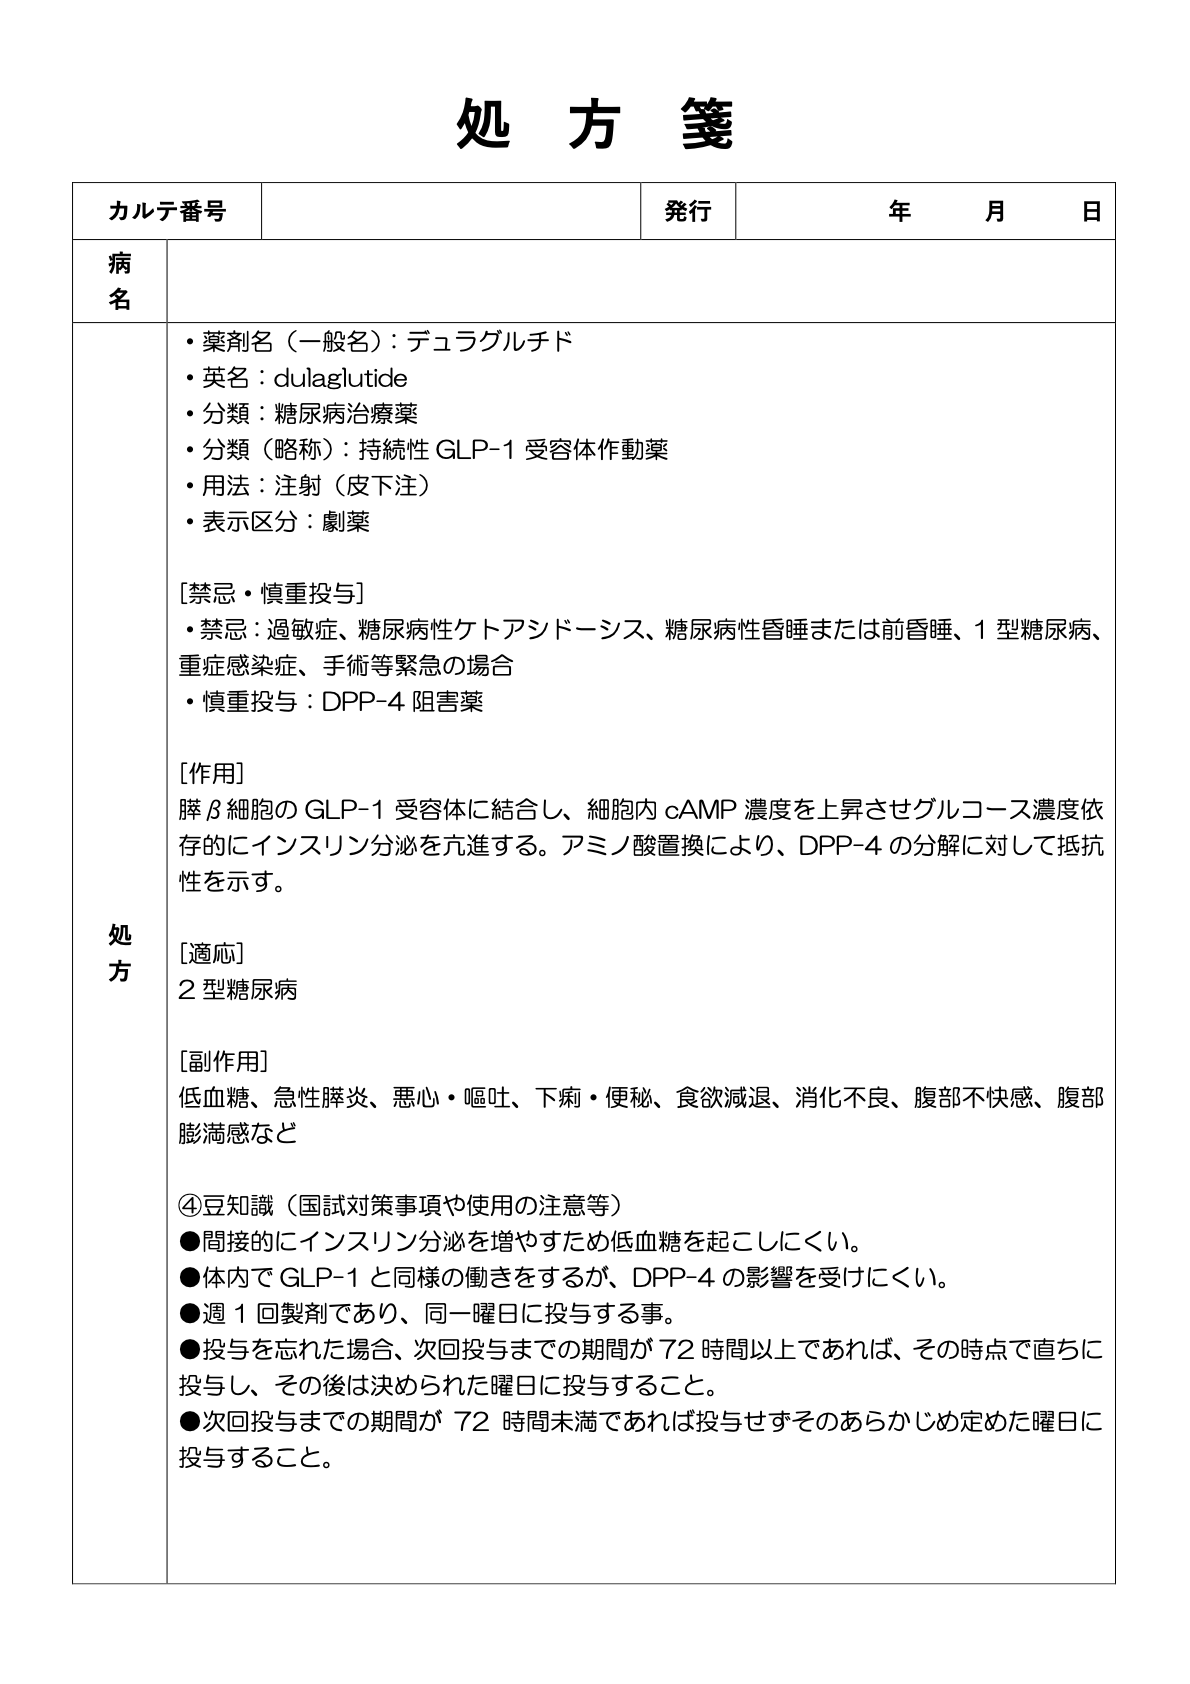 処　方　箋
カルテ番号　発行　年　月　日
病
名
・薬剤名（一般名）：デュラグルチド
・英名：dulaglutide
・分類：糖尿病治療薬
・分類（略称）：持続性 GLP-1 受容体作動薬
・用法：注射（皮下注）
・表示区分：劇薬
[禁忌・慎重投与]
・禁忌：過敏症、糖尿病性ケトアシドーシス、糖尿病性昏睡または前昏睡、1 型糖尿病、
重症感染症、手術等緊急の場合
・慎重投与：DPP-4 阻害薬
[作用]
膵β細胞の GLP-1 受容体に結合し、細胞内 cAMP 濃度を上昇させグルコース濃度依
存的にインスリン分泌を亢進する。アミノ酸置換により、DPP-4 の分解に対して抵抗
性を示す。
処
方
[適応]
2 型糖尿病
[副作用]
低血糖、急性膵炎、悪心・嘔吐、下痢・便秘、食欲減退、消化不良、腹部不快感、腹部
膨満感など
④豆知識（国試対策事項や使用の注意等）
●間接的にインスリン分泌を増やすため低血糖を起こしにくい。
●体内で GLP-1 と同様の働きをするが、DPP-4 の影響を受けにくい。
●週 1 回製剤であり、同一曜日に投与する事。
●投与を忘れた場合、次回投与までの期間が 72 時間以上であれば、その時点で直ちに
投与し、その後は決められた曜日に投与すること。
●次回投与までの期間が 72 時間未満であれば投与せずそのあらかじめ定めた曜日に
投与すること。